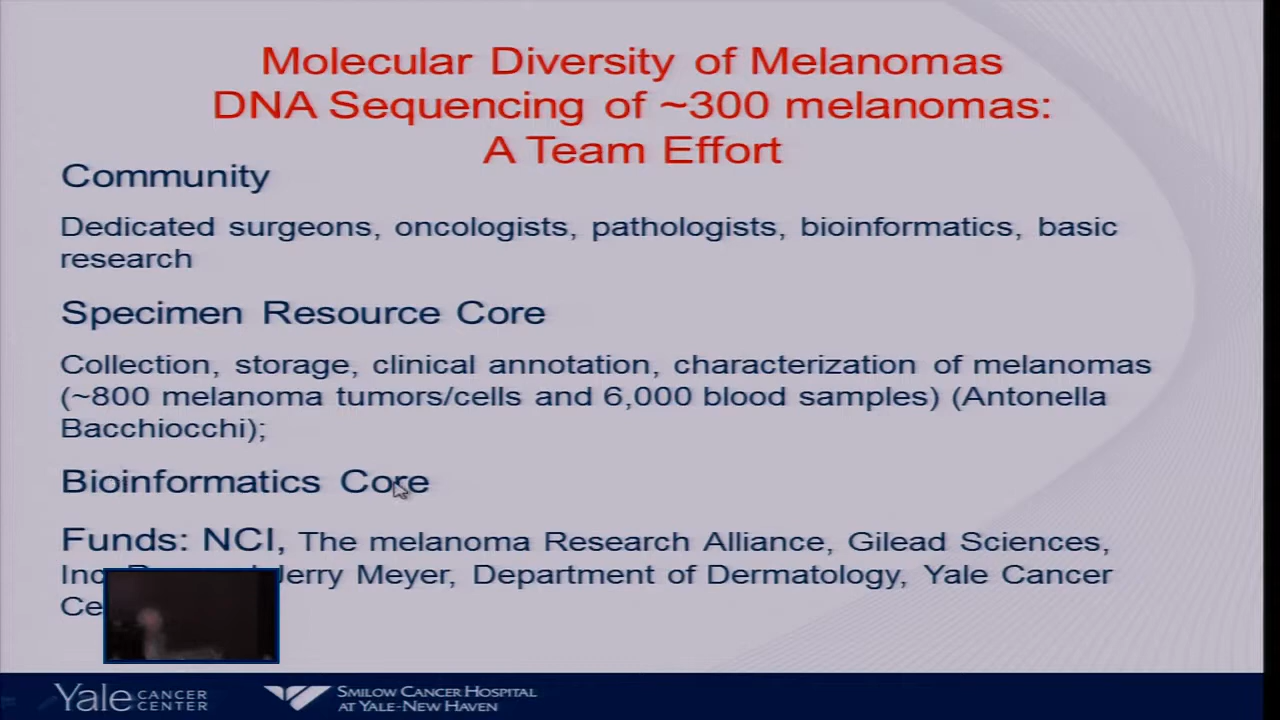 Molecular Diversity of Melanomas
DNA Sequencing of ~300 melanomas:
A Team Effort
Community
Dedicated surgeons, oncologists, pathologists, bioinformatics, basic
research
Specimen Resource Core
Collection, storage, clinical annotation, characterization of melanomas
(~800 melanoma tumors/cells and 6,000 blood samples) (Antonella
Bacchiocchi);
Bioinformatics Core
Funds: NCI, The melanoma Research Alliance, Gilead Sciences,
Jerry Meyer, Department of Dermatology, Yale Cancer
Yale CANCER CENTER
SMILOW CANCER HOSPITAL
AT YALE-NEW HAVEN